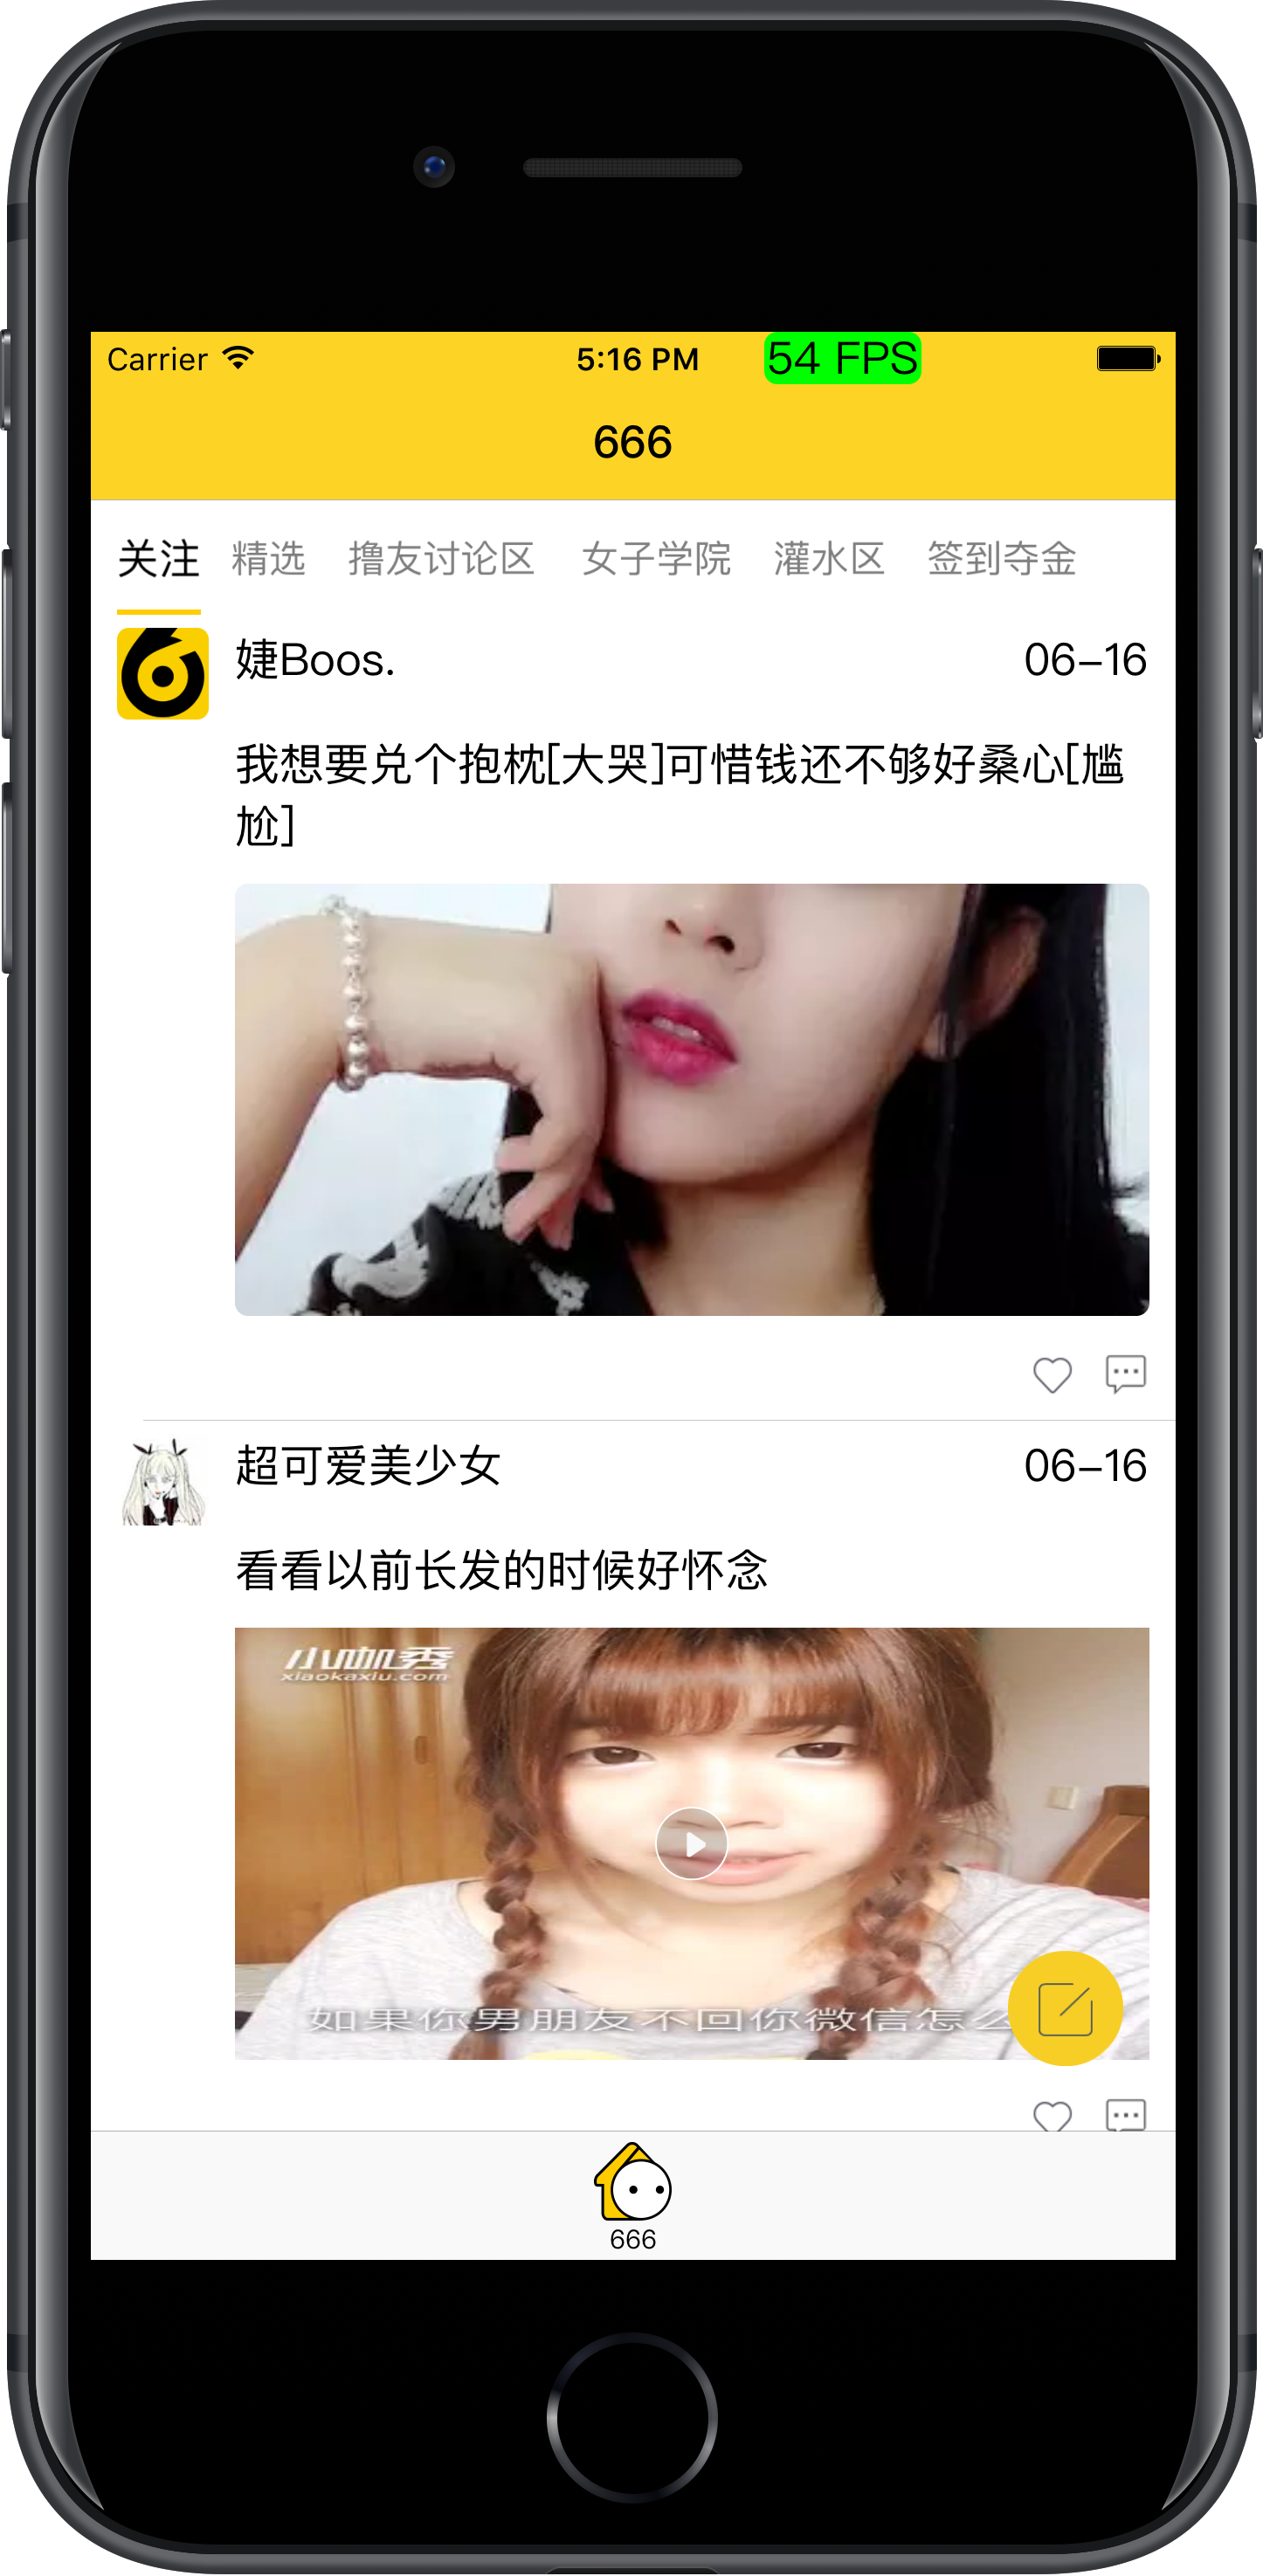 Carrier 5:16 PM 54 FPS
666
关注 精选 撸友讨论区 女子学院 灌水区 签到夺金
婕Boos. 06-16
我想要兑个抱枕[大哭]可惜钱还不够好桑心[尴
尬]
超可爱美少女 06-16
看看以前长发的时候好怀念
小咖秀
xiaokaxiu.com
如果你男朋友不回你微信怎么
666